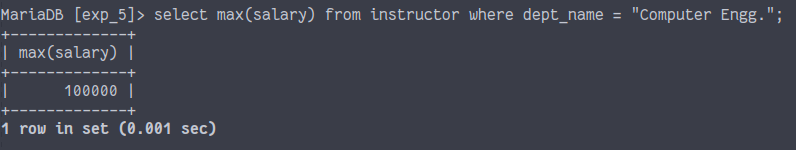 MariaDB [exp_5]> select max(salary) from instructor where dept_name = "Computer Engg.";
+-------------+
| max(salary) |
+-------------+
|      100000 |
+-------------+
1 row in set (0.001 sec)